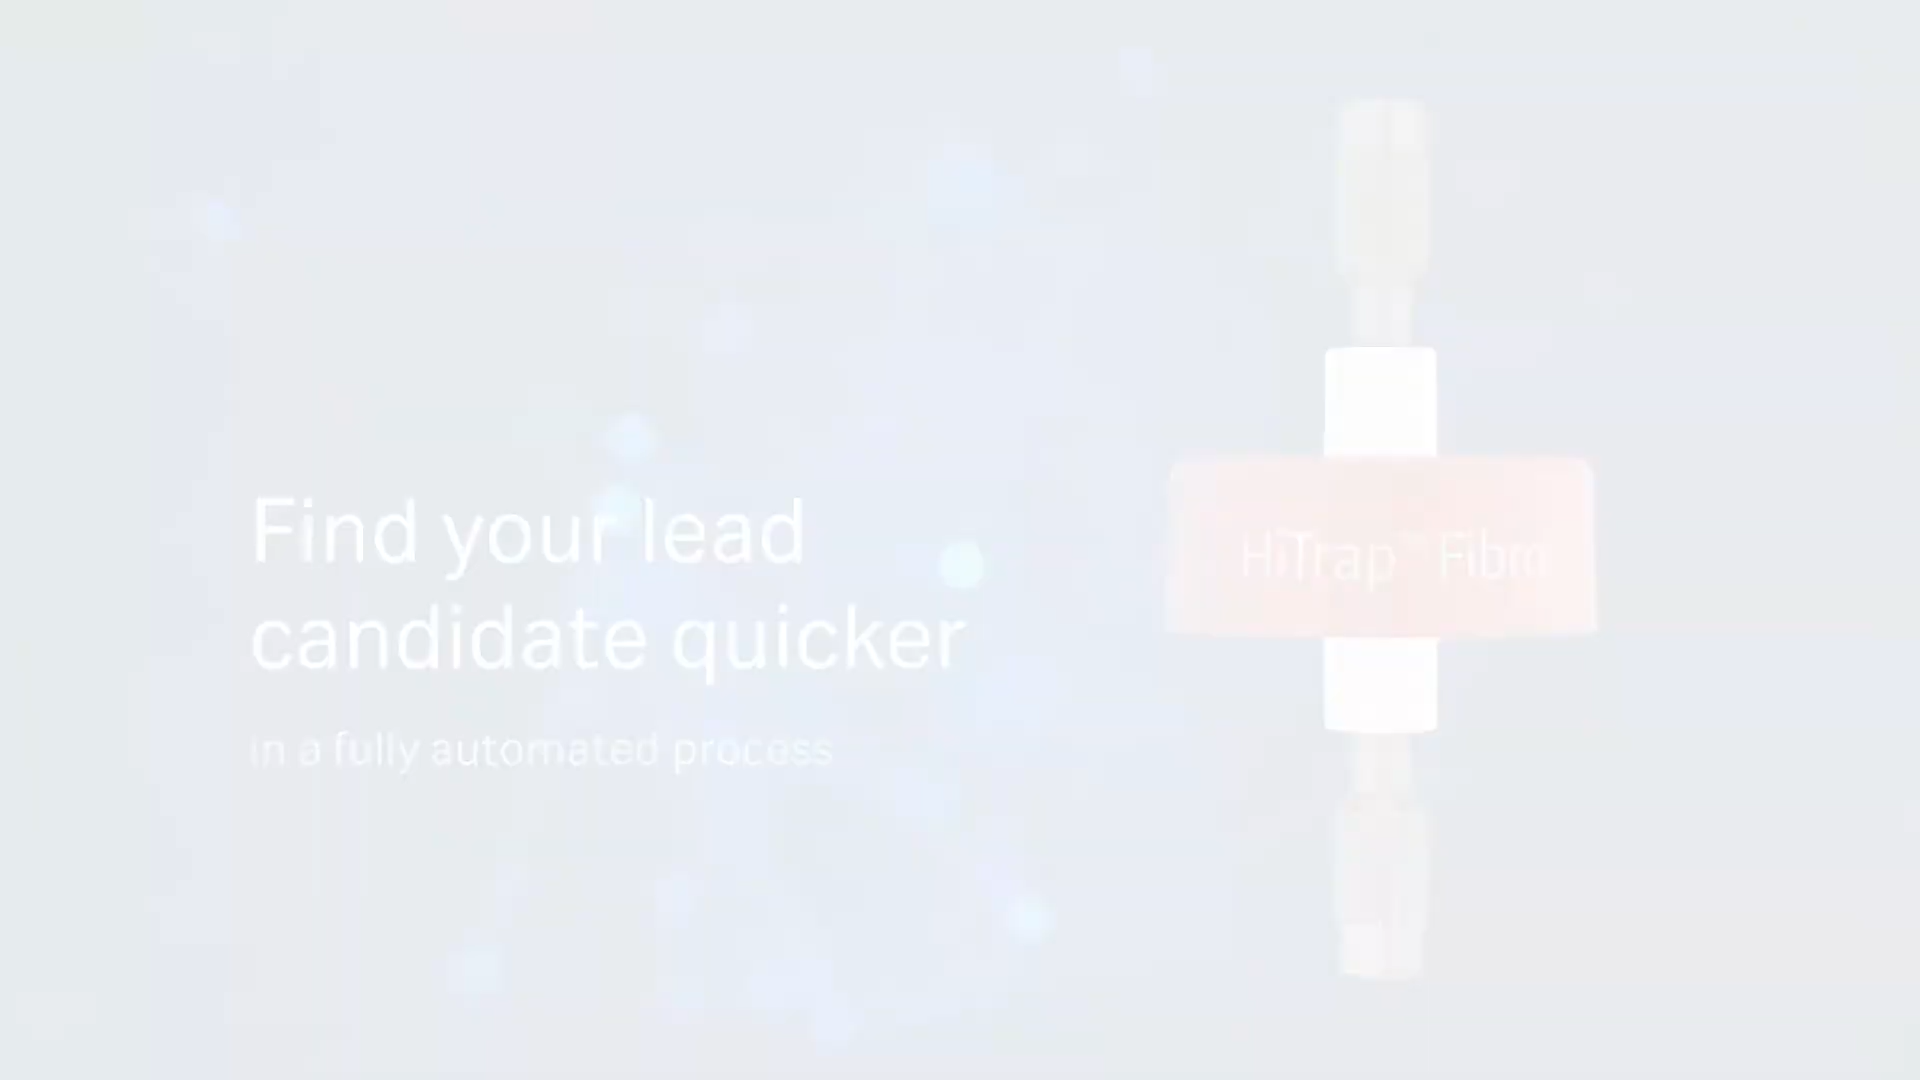 Find your lead
candidate quicker
in a fully automated process
HiTrap™ Fibro